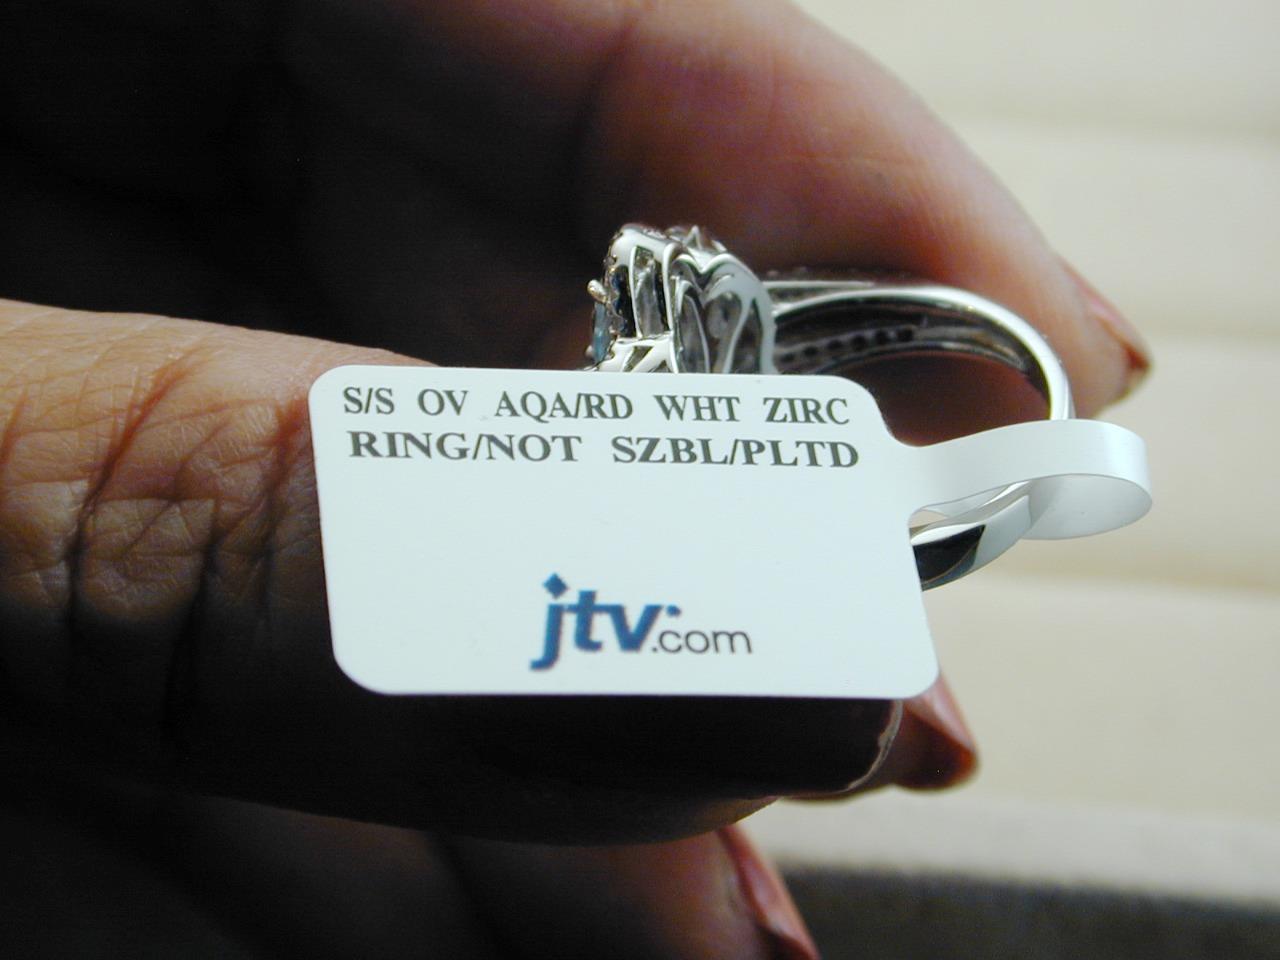 S/S OV AQA/RD WHT ZIRC
RING/NOT SZBL/PLTD
jtv.com